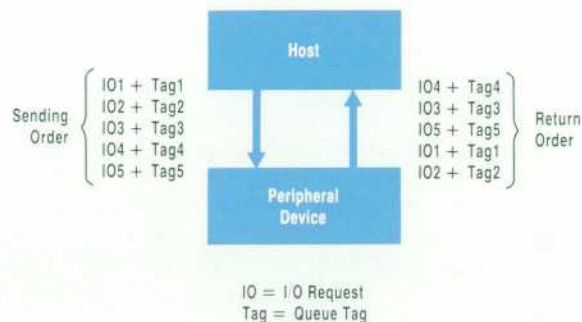 Host
Sending
Order
IO1 + Tag1
IO2 + Tag2
IO3 + Tag3
IO4 + Tag4
IO5 + Tag5
IO4 + Tag4
IO3 + Tag3
IO5 + Tag5
IO1 + Tag1
IO2 + Tag2
Return
Order
Peripheral
Device
IO = I/O Request
Tag = Queue Tag